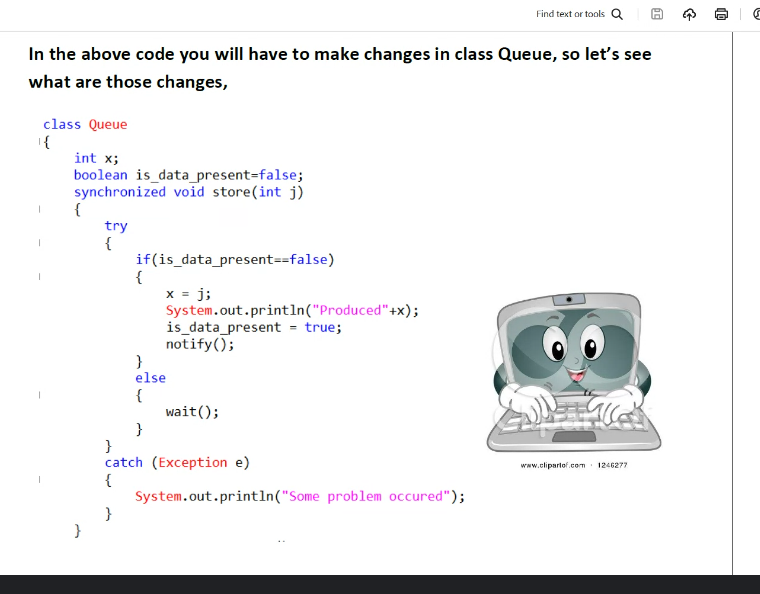 Find text or tools
In the above code you will have to make changes in class Queue, so let's see
what are those changes,
class Queue
{
int x;
boolean is_data_present=false;
synchronized void store(int j)
{
try
{
if(is_data_present==false)
{
x = j;
System.out.println("Produced"+x);
is_data_present = true;
notify();
}
else
{
wait();
}
}
catch (Exception e)
{
System.out.println("Some problem occured");
}
}
www.clipartof.com · 1246277